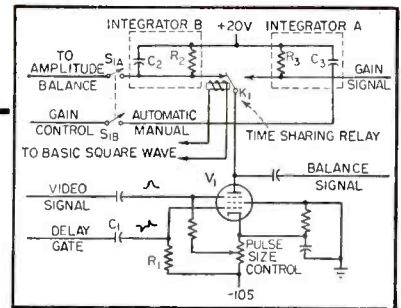 INTEGRATOR B +20V INTEGRATOR A
TO AMPLITUDE BALANCE
S1A
C2
R2
R3
C3
GAIN SIGNAL
K1
GAIN CONTROL
S1B
AUTOMATIC
MANUAL
TIME SHARING RELAY
TO BASIC SQUARE WAVE
V1
BALANCE SIGNAL
VIDEO SIGNAL
DELAY GATE
C1
R1
PULSE SIZE CONTROL
-105